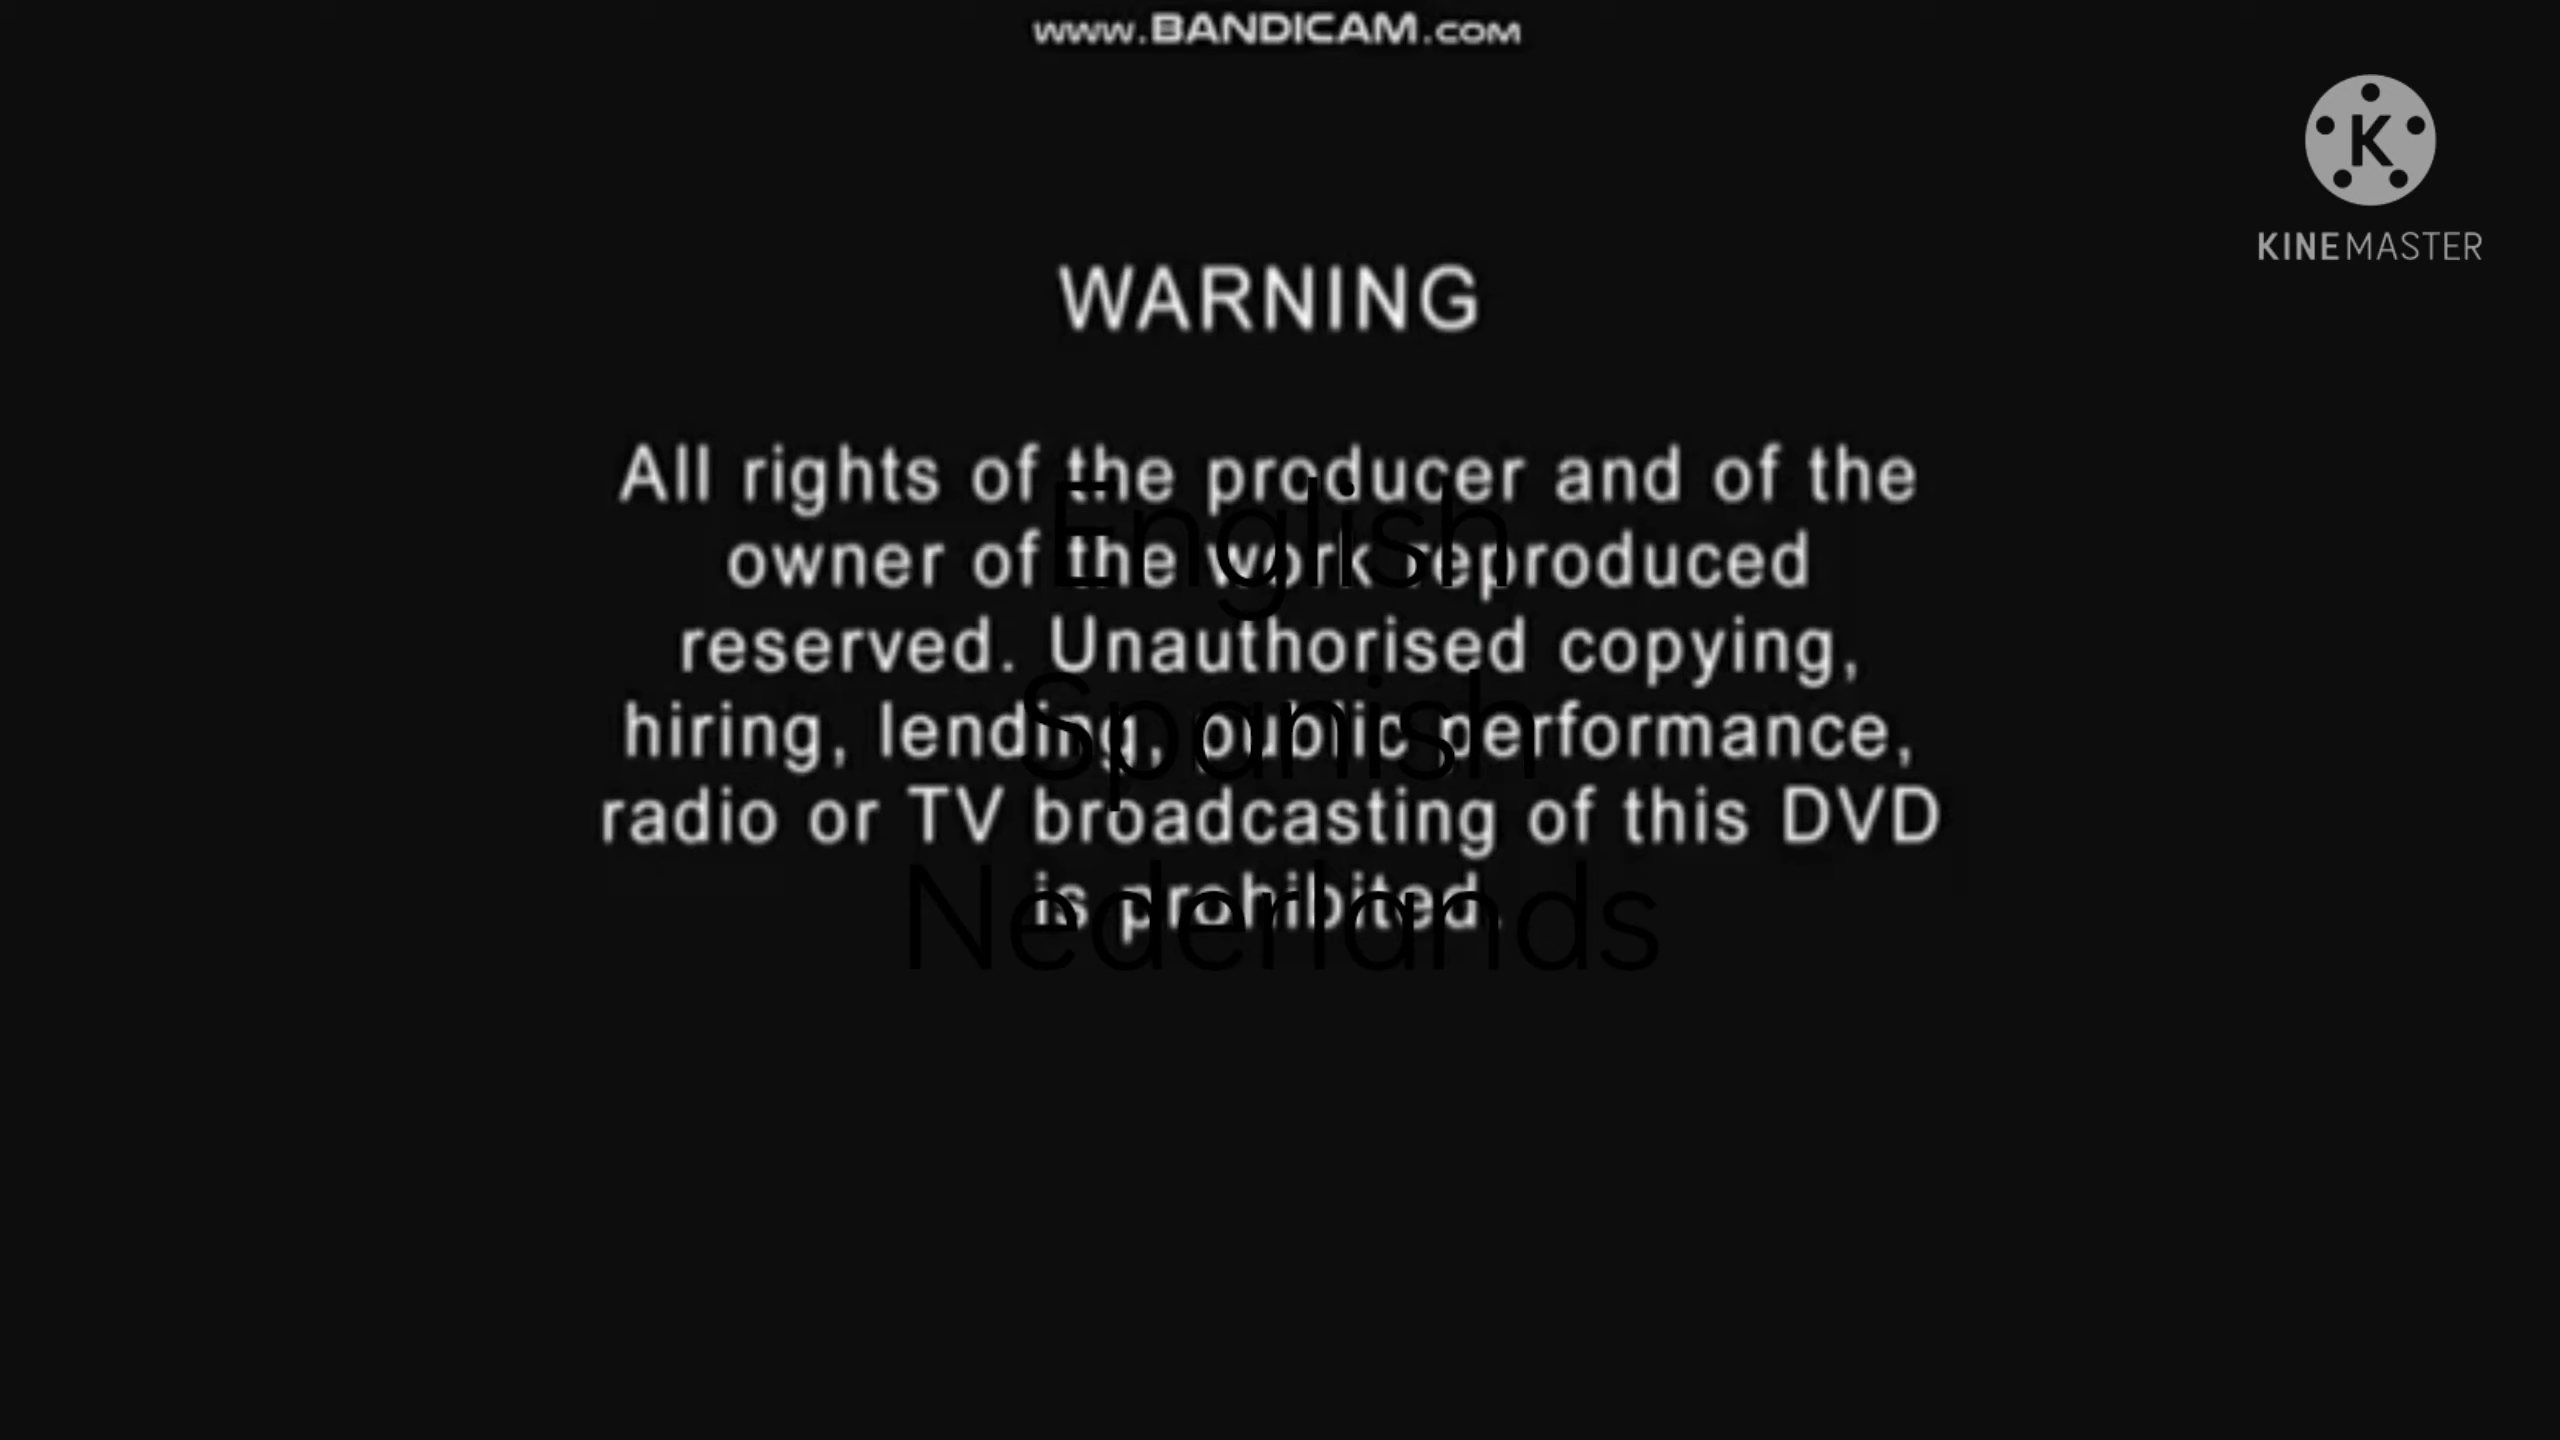 www.BANDICAM.com
KINEMASTER
WARNING
All rights of the producer and of the
owner of the work reproduced
reserved. Unauthorised copying,
hiring, lending, public performance,
radio or TV broadcasting of this DVD
is prohibited.
English
Spanish
Nederlands